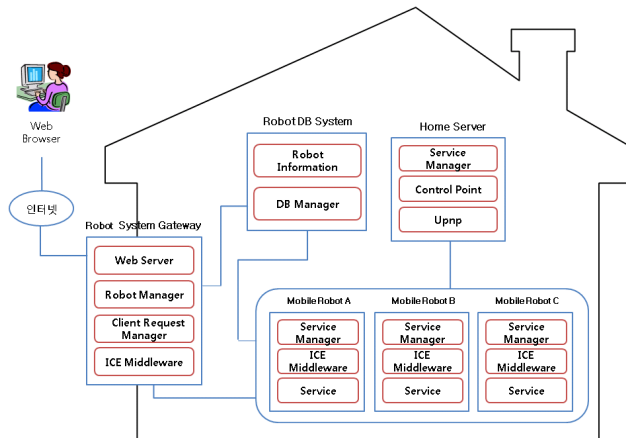 Web
Browser
인터넷
Robot System Gateway
Web Server
Robot Manager
Client Request
Manager
ICE Middleware
Robot DB System
Robot
Information
DB Manager
Home Server
Service
Manager
Control Point
Upnp
Mobile Robot A
Service
Manager
ICE
Middleware
Service
Mobile Robot B
Service
Manager
ICE
Middleware
Service
Mobile Robot C
Service
Manager
ICE
Middleware
Service